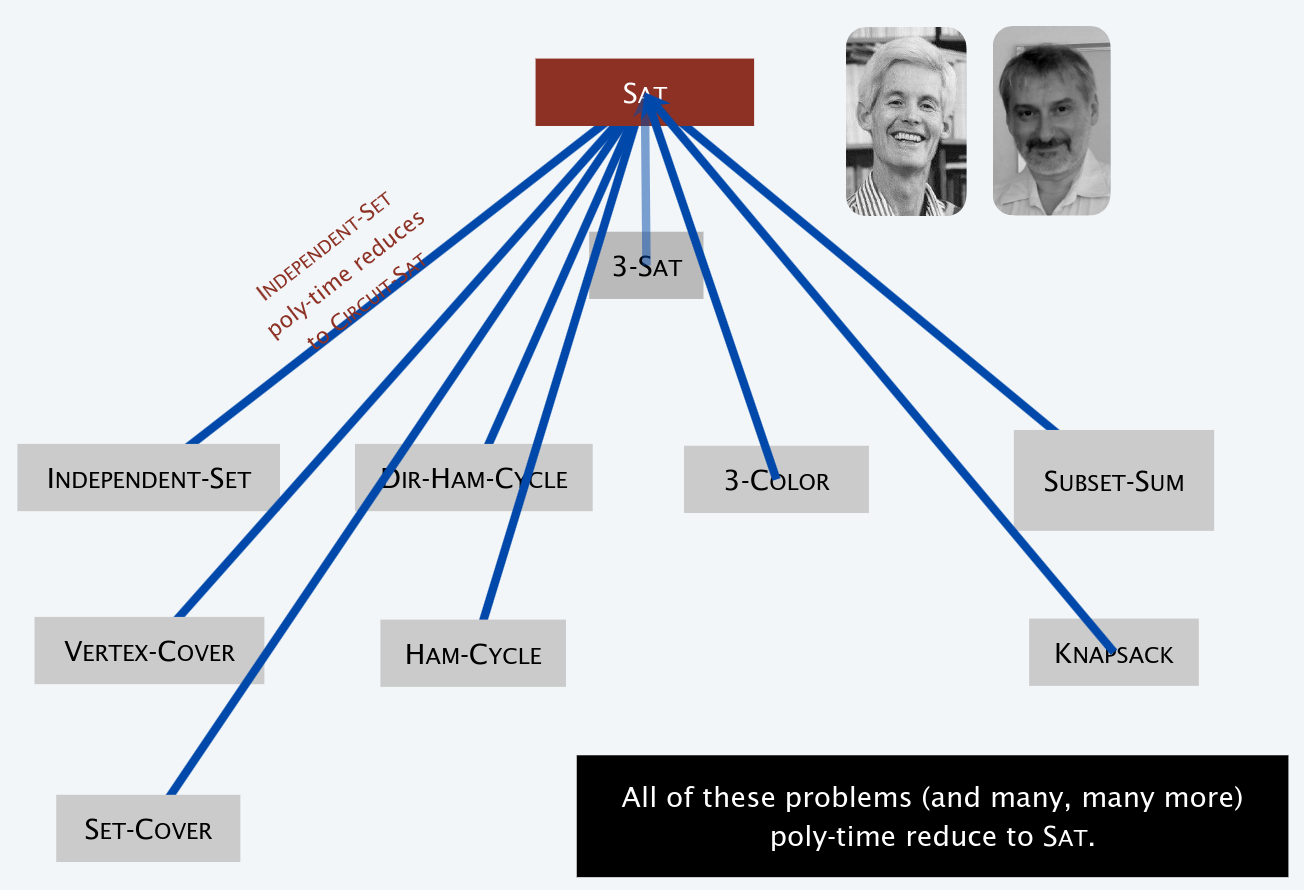 SAT
INDEPENDENT-SET
poly-time reduces
to CIRCUIT-SAT
3-SAT
INDEPENDENT-SET
DIR-HAM-CYCLE
3-COLOR
SUBSET-SUM
VERTEX-COVER
HAM-CYCLE
KNAPSACK
SET-COVER
All of these problems (and many, many more)
poly-time reduce to SAT.